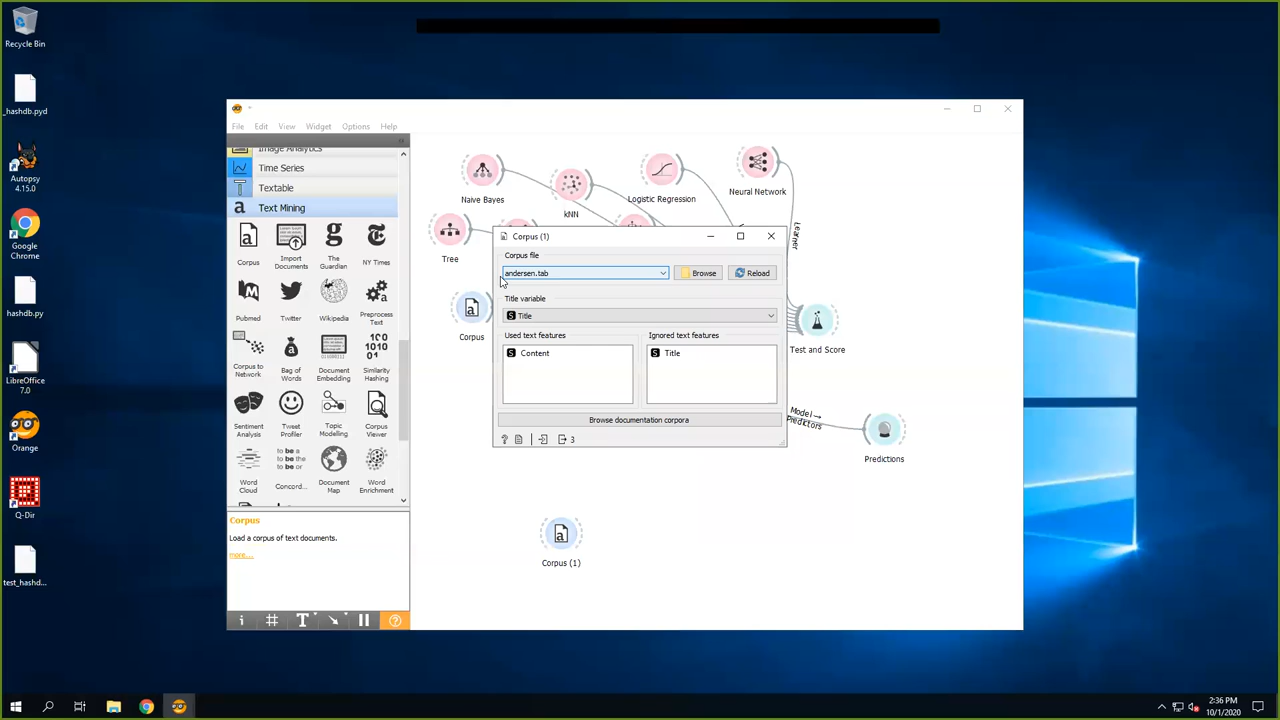 Recycle Bin
_hashdb.pyd
Autopsy
4.15.0
Google
Chrome
hashdb.py
LibreOffice
7.0
Orange
Q-Dir
test_hashd...
File Edit View Widget Options Help
Image Analytics
Time Series
Textable
Text Mining
Corpus
Import
Documents
The
Guardian
NY Times
Pubmed
Twitter
Wikipedia
Preprocess
Text
Corpus to
Network
Bag of
Words
Document
Embedding
Similarity
Hashing
Sentiment
Analysis
Tweet
Profiler
Topic
Modelling
Corpus
Viewer
Word
Cloud
Concord...
Document
Map
Word
Enrichment
Corpus
Load a corpus of text documents.
more...
Naive Bayes
kNN
Logistic Regression
Neural Network
Tree
Learner
Corpus
Test and Score
Model →
Predictors
Predictions
Corpus (1)
Corpus (1)
Corpus file
andersen.tab
Browse
Reload
Title variable
S Title
Used text features
S Content
Ignored text features
S Title
Browse documentation corpora
3
2:36 PM
10/1/2020